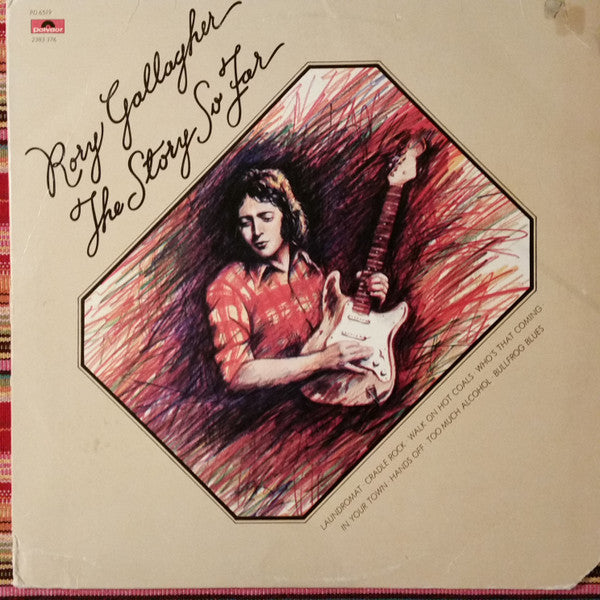 PD 6519
Polydor
2383 376
Rory Gallagher
The Story So Far
LAUNDROMAT CRADLE ROCK WALK ON HOT COALS WHO'S THAT COMING
IN YOUR TOWN HANDS OFF TOO MUCH ALCOHOL BULLFROG BLUES